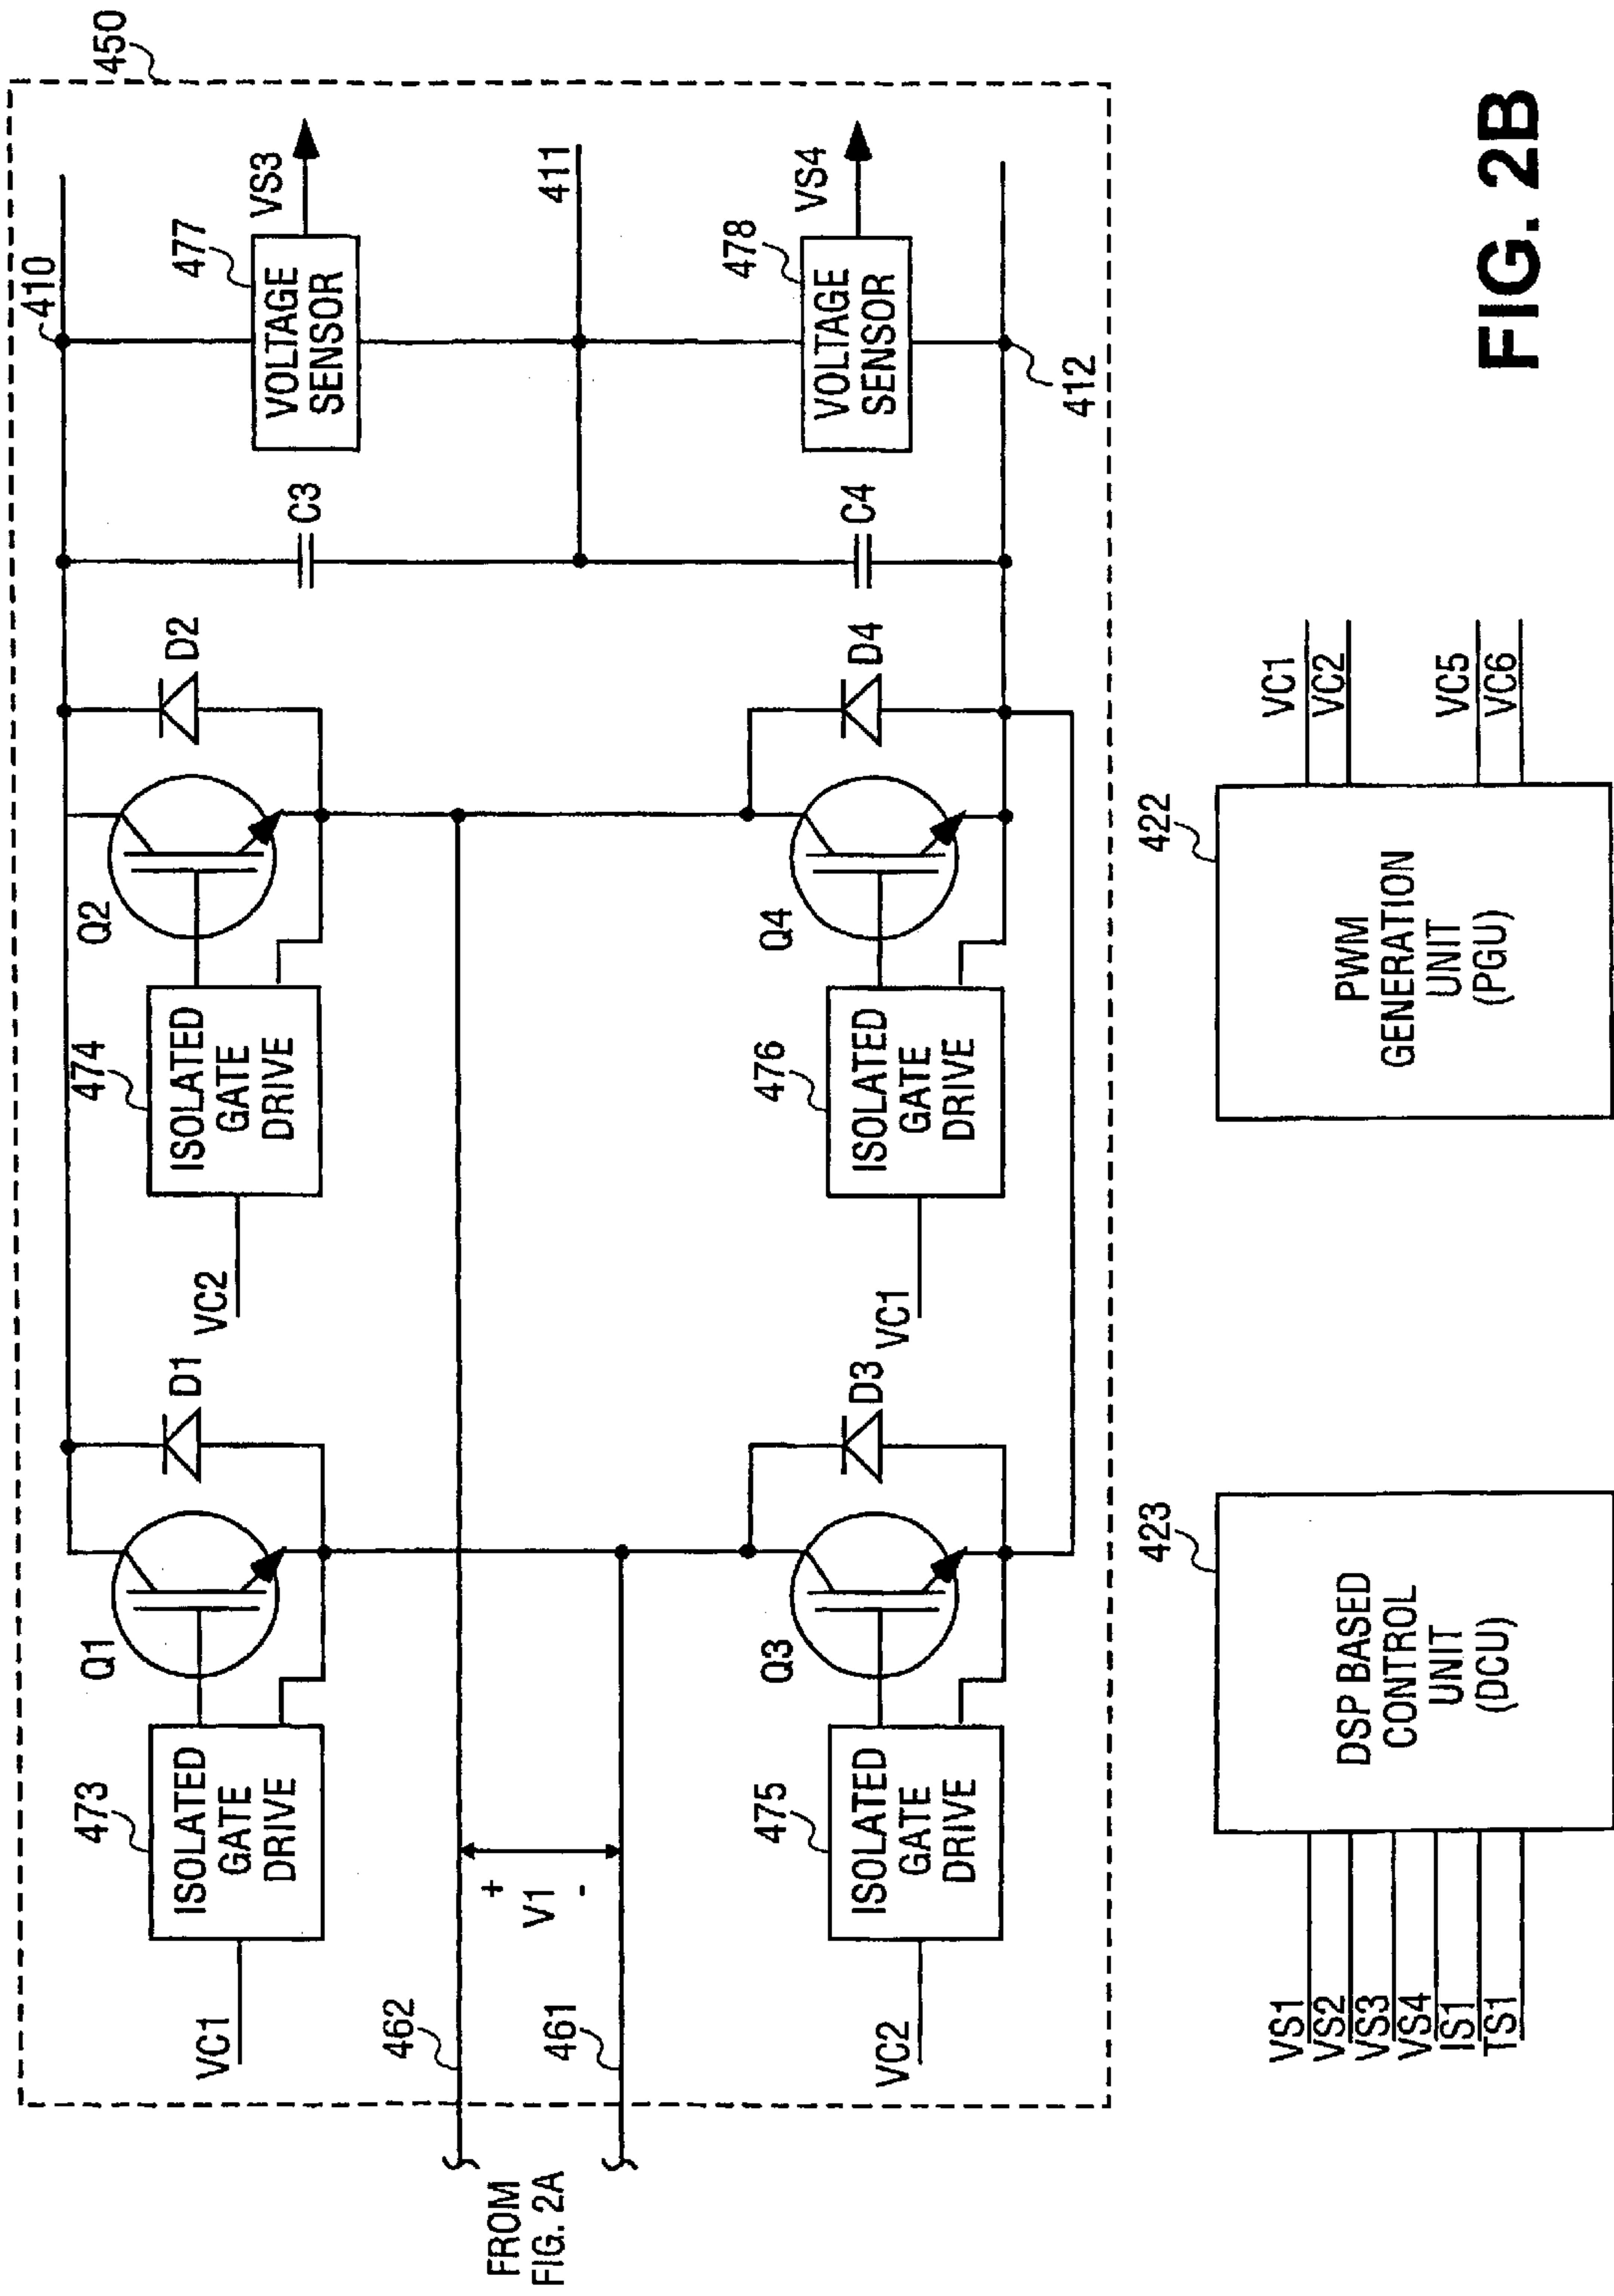 450
410
477
VS3
VOLTAGE
SENSOR
411
478
VS4
VOLTAGE
SENSOR
412
C3
C4
D2
Q2
474
ISOLATED
GATE
DRIVE
VC2
D4
Q4
476
ISOLATED
GATE
DRIVE
VC1
D1
Q1
473
ISOLATED
GATE
DRIVE
VC1
D3
Q3
475
ISOLATED
GATE
DRIVE
VC2
+
V1
-
462
461
FROM
FIG. 2A
423
DSP BASED
CONTROL
UNIT
(DCU)
VS1
VS2
VS3
VS4
IS1
TS1
422
PWM
GENERATION
UNIT
(PGU)
VC1
VC2
VC5
VC6
FIG. 2B